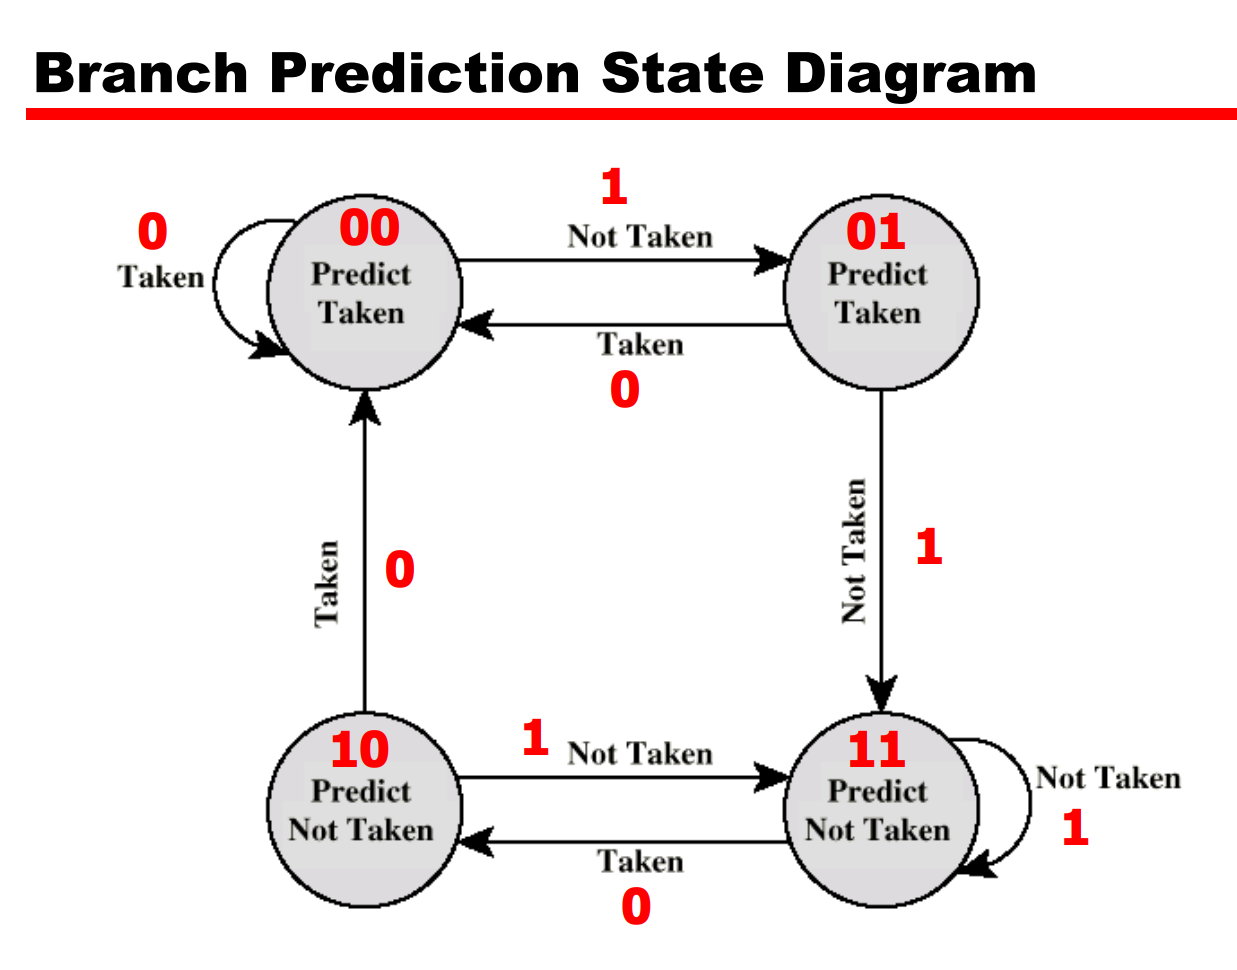 Branch Prediction State Diagram
1
0
00
Not Taken
01
Taken
Predict
Taken
Predict
Taken
Taken
0
Taken
0
Not Taken
1
10
1
Not Taken
11
Predict
Not Taken
Predict
Not Taken
Not Taken
1
Taken
0